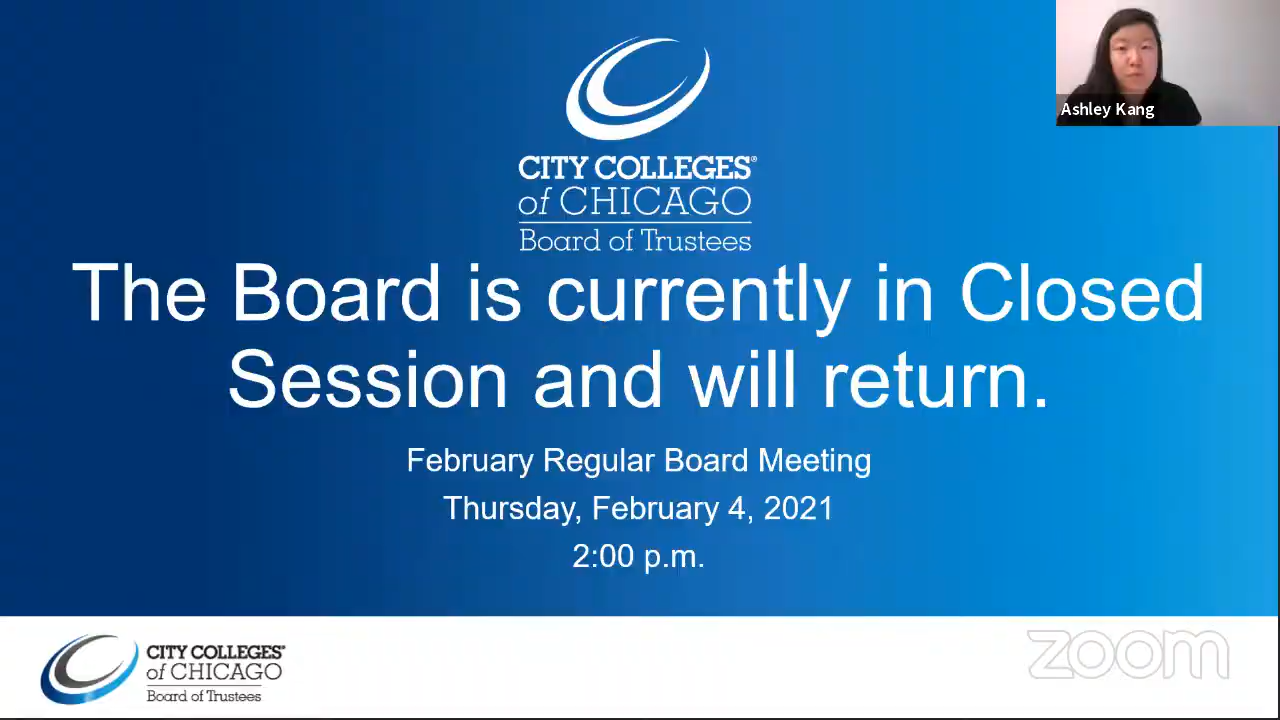 Ashley Kang
CITY COLLEGES®
of CHICAGO
Board of Trustees
The Board is currently in Closed
Session and will return.
February Regular Board Meeting
Thursday, February 4, 2021
2:00 p.m.
CITY COLLEGES®
of CHICAGO
Board of Trustees
zoom